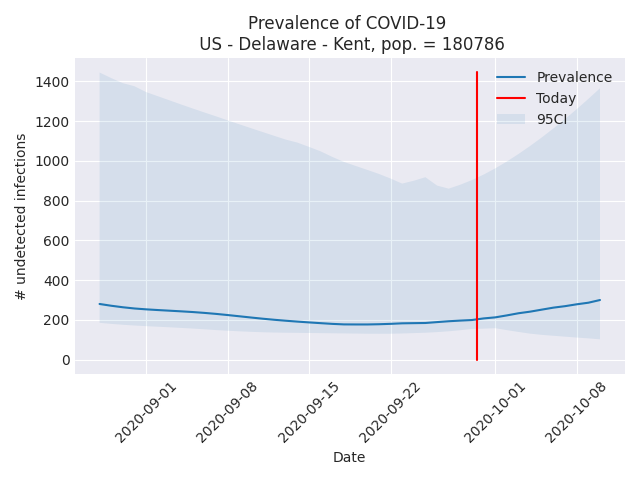 Prevalence of COVID-19
US - Delaware - Kent, pop. = 180786
Prevalence
Today
95CI
# undetected infections
1400
1200
1000
800
600
400
200
0
2020-09-01
2020-09-08
2020-09-15
2020-09-22
2020-10-01
2020-10-08
Date